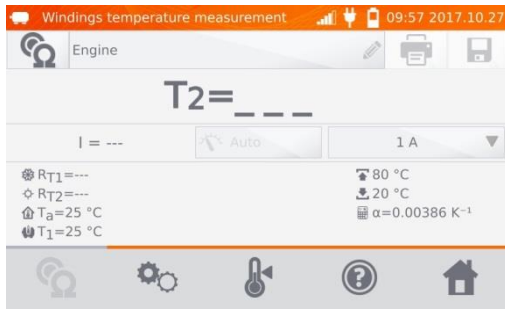 Windings temperature measurement 09:57 2017.10.27
Engine
T2=_ _ _
I = --- Auto 1 A
RT1=--- 80 °C
RT2=--- 20 °C
Ta=25 °C α=0.00386 K⁻¹
T1=25 °C